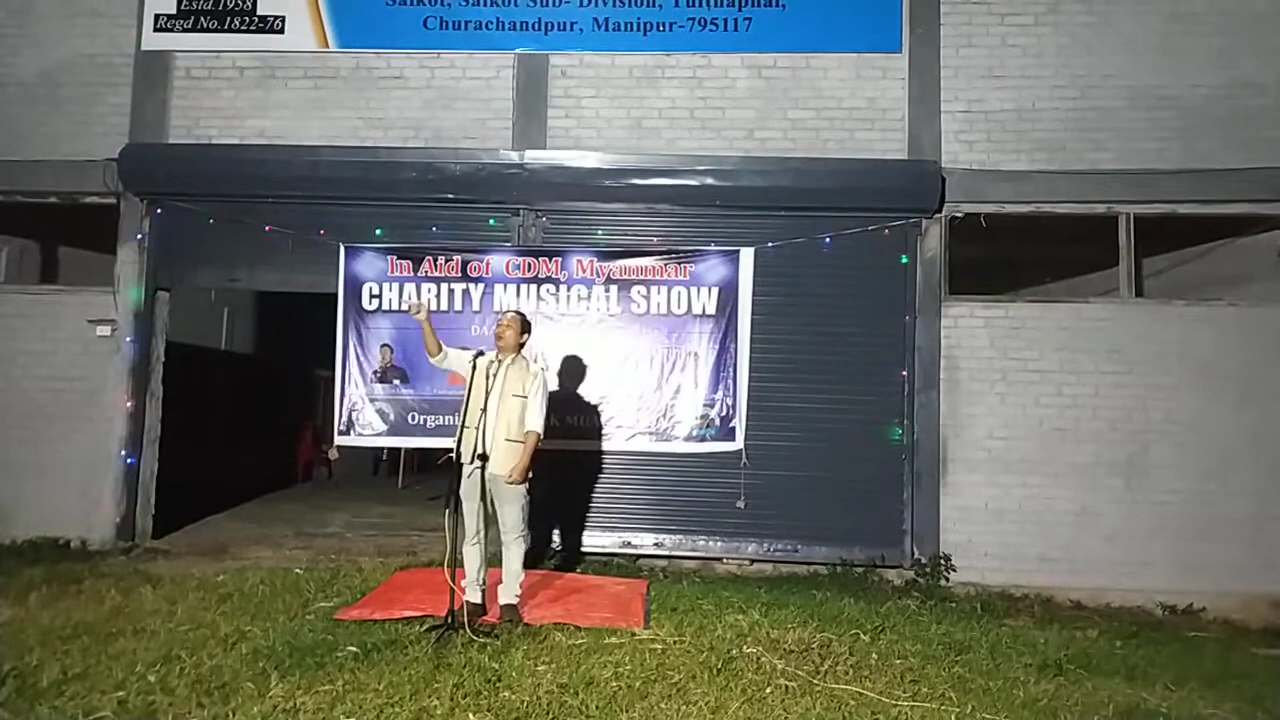 Estd.1958
Regd No.1822-76
Saikot, Saikot Sub- Division, Tuithaphai,
Churachandpur, Manipur-795117
In Aid of CDM, Myanmar
CHARITY MUSICAL SHOW
Organi